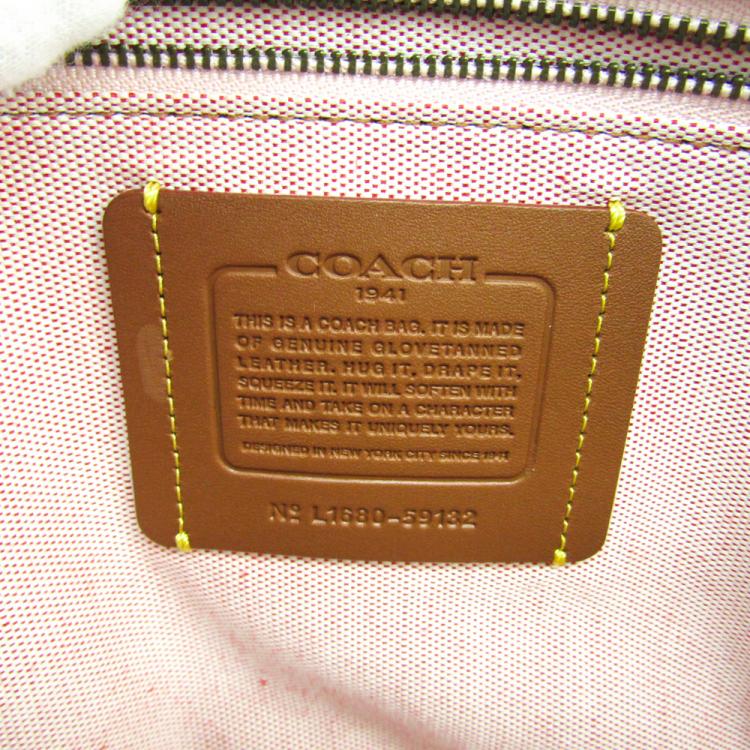 COACH
1941
THIS IS A COACH BAG. IT IS MADE
OF GENUINE GLOVETANNED
LEATHER. HUG IT, DRAPE IT,
SQUEEZE IT. IT WILL SOFTEN WITH
TIME AND TAKE ON A CHARACTER
THAT MAKES IT UNIQUELY YOURS.
DESIGNED IN NEW YORK CITY SINCE 1941
Nº L1680-59132